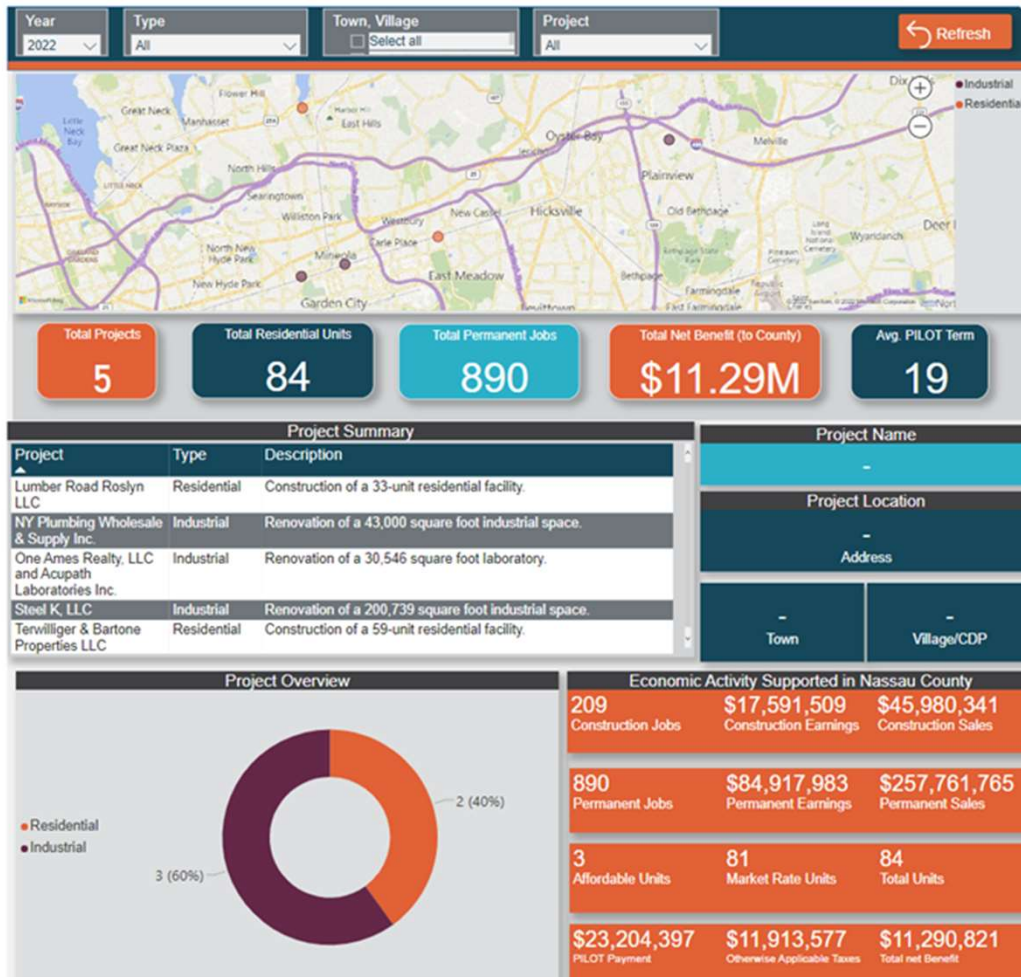 Year
Type
Town, Village
Project
2022
All
Select all
All
Refresh
Flower Hill
Great Neck
Manhasset
East Hills
Little
Neck
Bay
Great Neck Plaza
LITTLE NECK
Oyster Bay
Jericho
Melville
Industrial
Residentia
North Hills
Plainview
Searingtown
Williston Park
Westbury
New Cassel
Hicksville
Old Bethpage
Deer
Carle Place
North New
Hyde Park
Mineola
Wyandanch
New Hyde Park
East Meadow
Bethpage
Farmingdale
Garden City
Levittown
East Farmingdale
Total Projects
5
Total Residential Units
84
Total Permanent Jobs
890
Total Net Benefit (to County)
$11.29M
Avg. PILOT Term
19
Project Summary
Project
Type
Description
Lumber Road Roslyn
LLC
Residential
Construction of a 33-unit residential facility.
NY Plumbing Wholesale
& Supply Inc.
Industrial
Renovation of a 43,000 square foot industrial space.
One Ames Realty, LLC
and Acupath
Laboratories Inc.
Industrial
Renovation of a 30,546 square foot laboratory.
Steel K, LLC
Industrial
Renovation of a 200,739 square foot industrial space.
Terwilliger & Bartone
Properties LLC
Residential
Construction of a 59-unit residential facility.
Project Name
-
Project Location
-
Address
-
Town
-
Village/CDP
Project Overview
Residential
Industrial
2 (40%)
3 (60%)
Economic Activity Supported in Nassau County
209
Construction Jobs
$17,591,509
Construction Earnings
$45,980,341
Construction Sales
890
Permanent Jobs
$84,917,983
Permanent Earnings
$257,761,765
Permanent Sales
3
Affordable Units
81
Market Rate Units
84
Total Units
$23,204,397
PILOT Payment
$11,913,577
Otherwise Applicable Taxes
$11,290,821
Total net Benefit